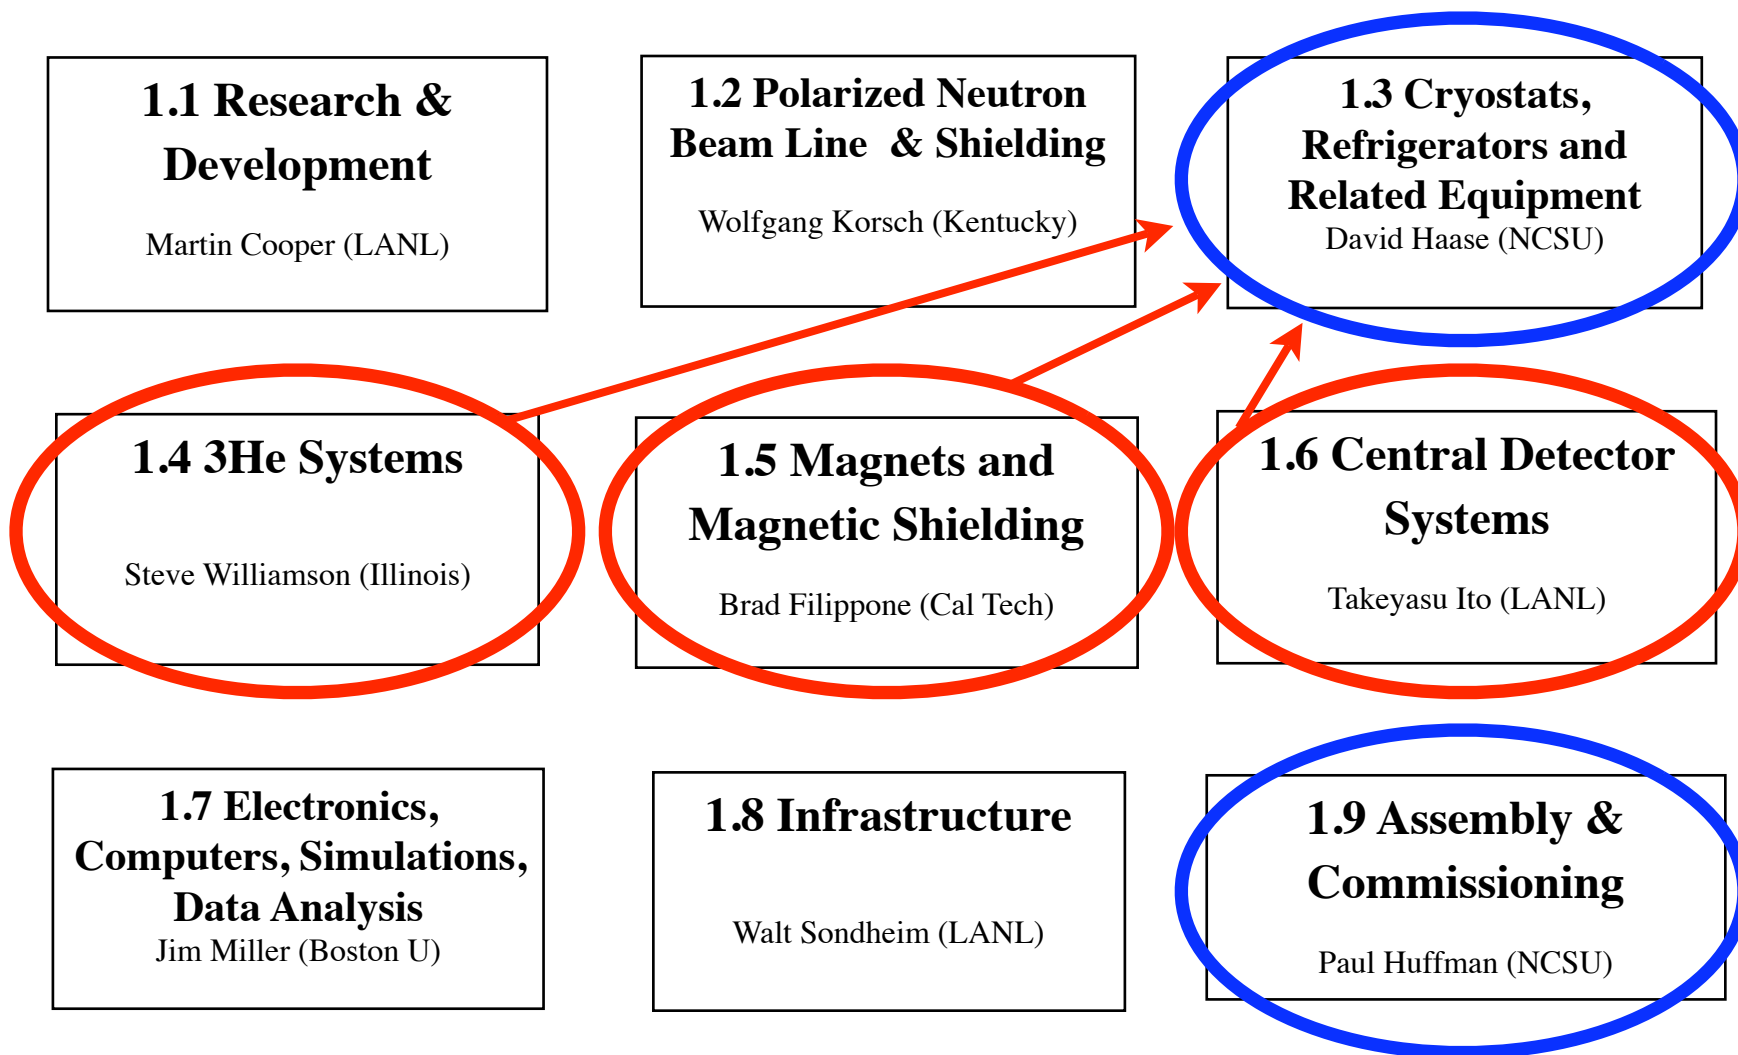 1.1 Research &
Development
Martin Cooper (LANL)
1.2 Polarized Neutron
Beam Line & Shielding
Wolfgang Korsch (Kentucky)
1.3 Cryostats,
Refrigerators and
Related Equipment
David Haase (NCSU)
1.4 3He Systems
Steve Williamson (Illinois)
1.5 Magnets and
Magnetic Shielding
Brad Filippone (Cal Tech)
1.6 Central Detector
Systems
Takeyasu Ito (LANL)
1.7 Electronics,
Computers, Simulations,
Data Analysis
Jim Miller (Boston U)
1.8 Infrastructure
Walt Sondheim (LANL)
1.9 Assembly &
Commissioning
Paul Huffman (NCSU)